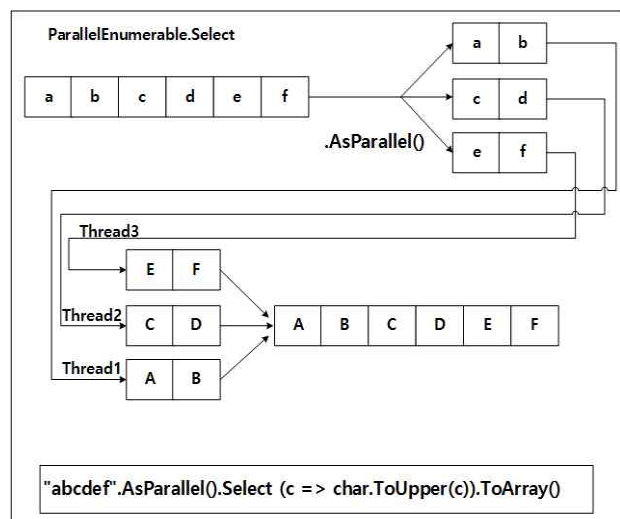 ParallelEnumerable.Select
a b
a b c d e f
c d
.AsParallel()
e f
Thread3
E F
Thread2
C D
A B C D E F
Thread1
A B
"abcdef".AsParallel().Select (c => char.ToUpper(c)).ToArray()